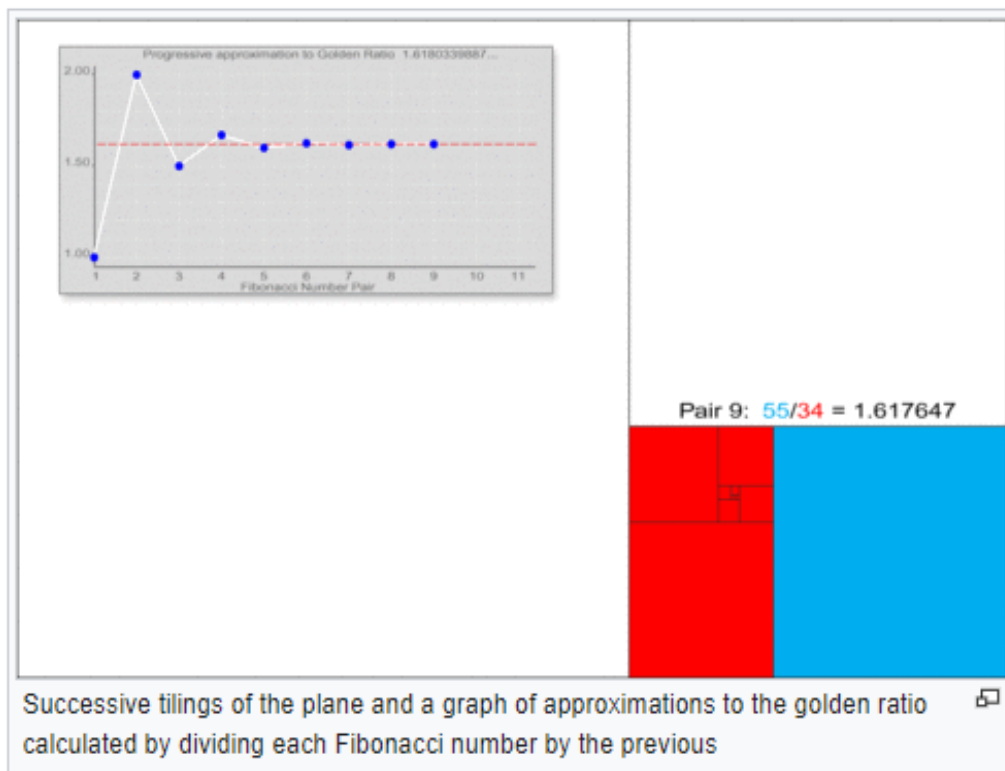 Progressive approximation to Golden Ratio 1.6180339887...
2.00
1.50
1.00
1 2 3 4 5 6 7 8 9 10 11
Fibonacci Number Pair
Pair 9: 55/34 = 1.617647
Successive tilings of the plane and a graph of approximations to the golden ratio
calculated by dividing each Fibonacci number by the previous